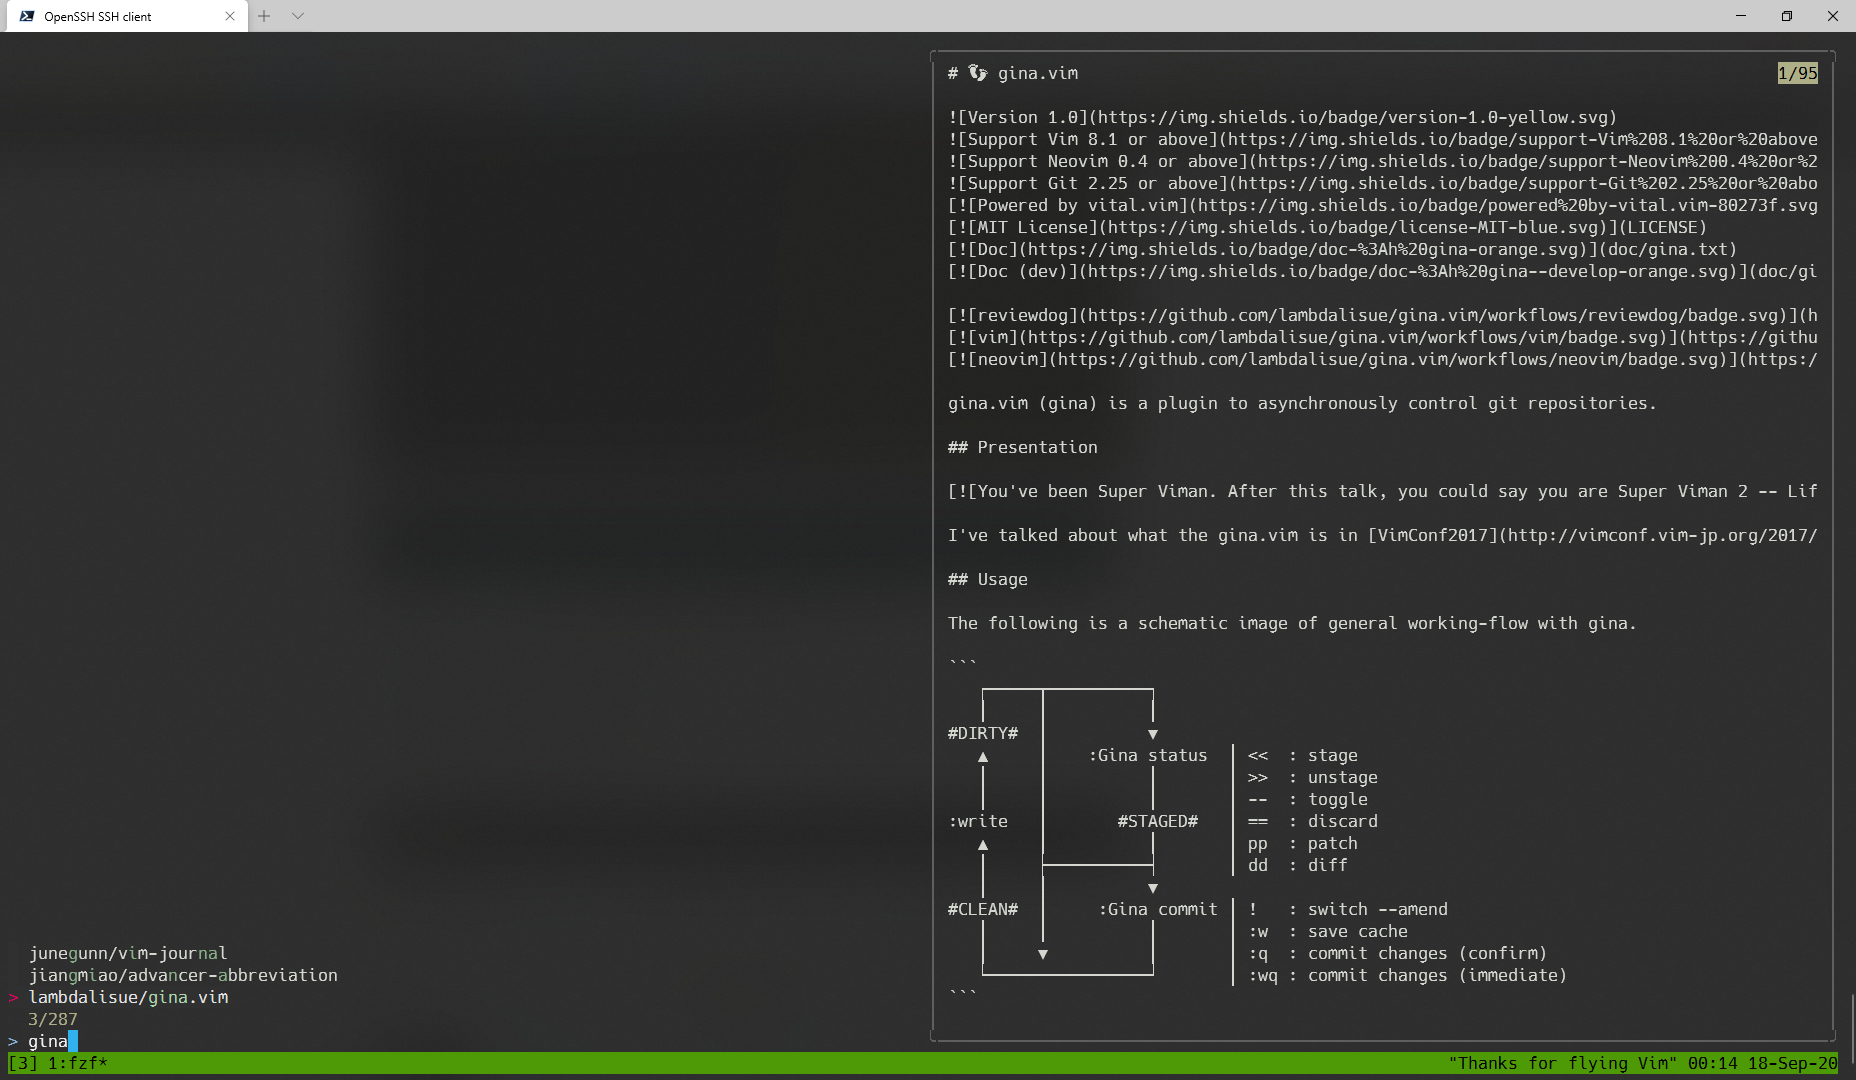 OpenSSH SSH client
# 👣 gina.vim 1/95
![Version 1.0](https://img.shields.io/badge/version-1.0-yellow.svg)
![Support Vim 8.1 or above](https://img.shields.io/badge/support-Vim%208.1%20or%20above
![Support Neovim 0.4 or above](https://img.shields.io/badge/support-Neovim%200.4%20or%2
![Support Git 2.25 or above](https://img.shields.io/badge/support-Git%202.25%20or%20abo
[![Powered by vital.vim](https://img.shields.io/badge/powered%20by-vital.vim-80273f.svg
[![MIT License](https://img.shields.io/badge/license-MIT-blue.svg)](LICENSE)
[![Doc](https://img.shields.io/badge/doc-%3Ah%20gina-orange.svg)](doc/gina.txt)
[![Doc (dev)](https://img.shields.io/badge/doc-%3Ah%20gina--develop-orange.svg)](doc/gi
[![reviewdog](https://github.com/lambdalisue/gina.vim/workflows/reviewdog/badge.svg)](h
[![vim](https://github.com/lambdalisue/gina.vim/workflows/vim/badge.svg)](https://githu
[![neovim](https://github.com/lambdalisue/gina.vim/workflows/neovim/badge.svg)](https:/
gina.vim (gina) is a plugin to asynchronously control git repositories.
## Presentation
[![You've been Super Viman. After this talk, you could say you are Super Viman 2 -- Lif
I've talked about what the gina.vim is in [VimConf2017](http://vimconf.vim-jp.org/2017/
## Usage
The following is a schematic image of general working-flow with gina.
```
#DIRTY#
:Gina status << : stage
>> : unstage
-- : toggle
:write #STAGED# == : discard
pp : patch
dd : diff
#CLEAN# :Gina commit ! : switch --amend
:w : save cache
:q : commit changes (confirm)
:wq : commit changes (immediate)
```
junegunn/vim-journal
jiangmiao/advancer-abbreviation
> lambdalisue/gina.vim
3/287
> gina
[3] 1:fzf* "Thanks for flying Vim" 00:14 18-Sep-20